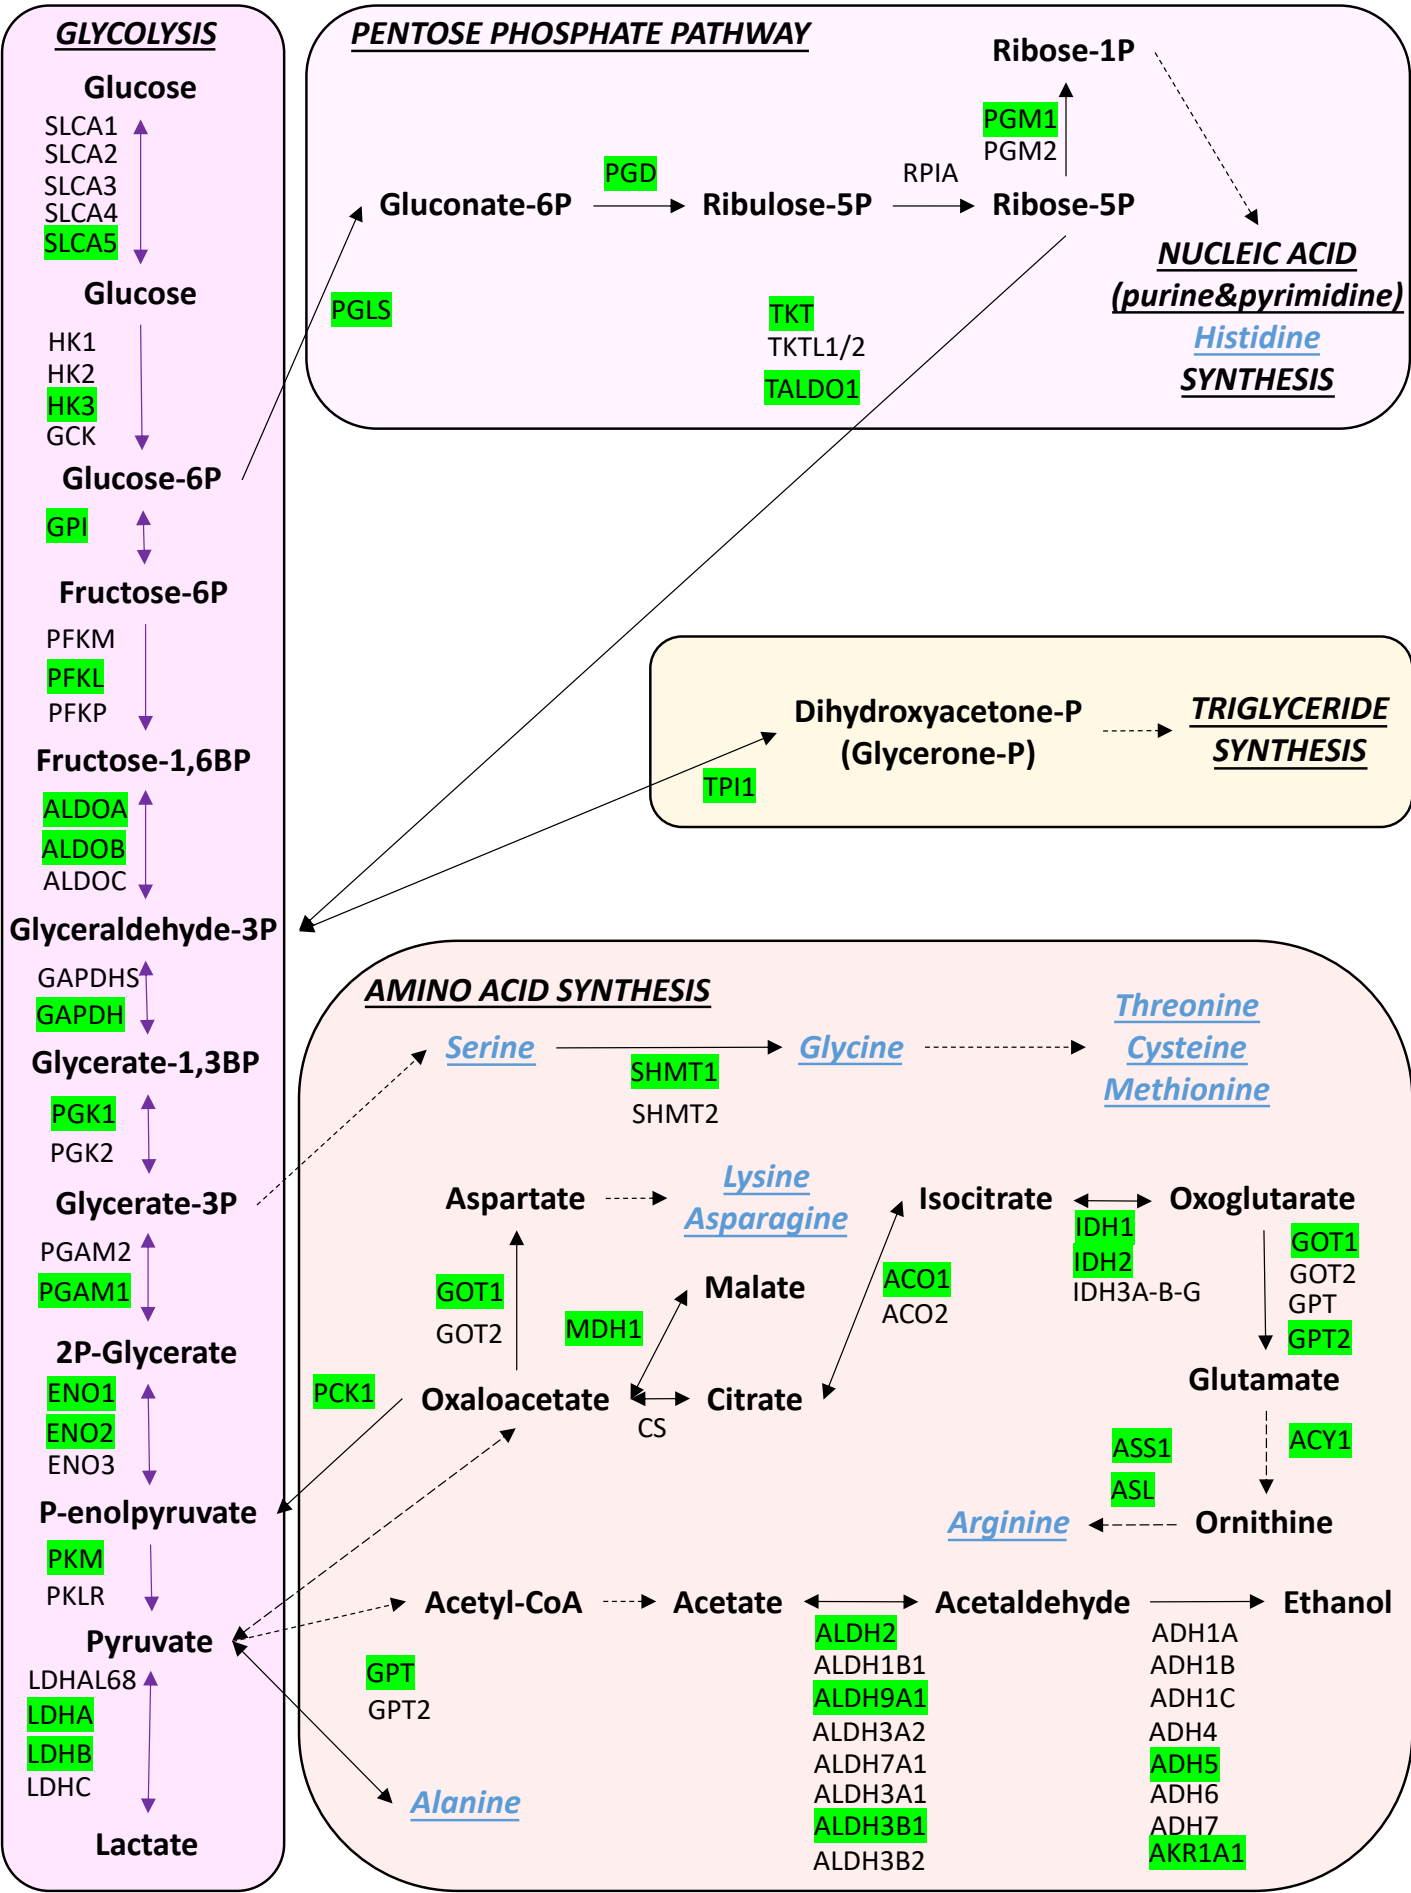 GLYCOLYSIS
Glucose
SLCA1
SLCA2
SLCA3
SLCA4
SLCA5
Glucose
HK1
HK2
HK3
GCK
Glucose-6P
GPI
Fructose-6P
PFKM
PFKL
PFKP
Fructose-1,6BP
ALDOA
ALDOB
ALDOC
Glyceraldehyde-3P
GAPDHS
GAPDH
Glycerate-1,3BP
PGK1
PGK2
Glycerate-3P
PGAM2
PGAM1
2P-Glycerate
ENO1
ENO2
ENO3
P-enolpyruvate
PKM
PKLR
Pyruvate
LDHAL68
LDHA
LDHB
LDHC
Lactate
PENTOSE PHOSPHATE PATHWAY
Ribose-1P
PGM1
PGM2
PGD
RPIA
Gluconate-6P
Ribulose-5P
Ribose-5P
PGLS
TKT
TKTL1/2
TALDO1
NUCLEIC ACID
(purine&pyrimidine)
Histidine
SYNTHESIS
Dihydroxyacetone-P
(Glycerone-P)
TPI1
TRIGLYCERIDE
SYNTHESIS
AMINO ACID SYNTHESIS
Serine
SHMT1
SHMT2
Glycine
Threonine
Cysteine
Methionine
Aspartate
Lysine
Asparagine
Isocitrate
Oxoglutarate
IDH1
IDH2
IDH3A-B-G
GOT1
GOT2
GPT
GPT2
GOT1
GOT2
MDH1
Malate
ACO1
ACO2
PCK1
Oxaloacetate
CS
Citrate
Glutamate
ACY1
ASS1
ASL
Arginine
Ornithine
Acetyl-CoA
Acetate
Acetaldehyde
Ethanol
GPT
GPT2
Alanine
ALDH2
ALDH1B1
ALDH9A1
ALDH3A2
ALDH7A1
ALDH3A1
ALDH3B1
ALDH3B2
ADH1A
ADH1B
ADH1C
ADH4
ADH5
ADH6
ADH7
AKR1A1